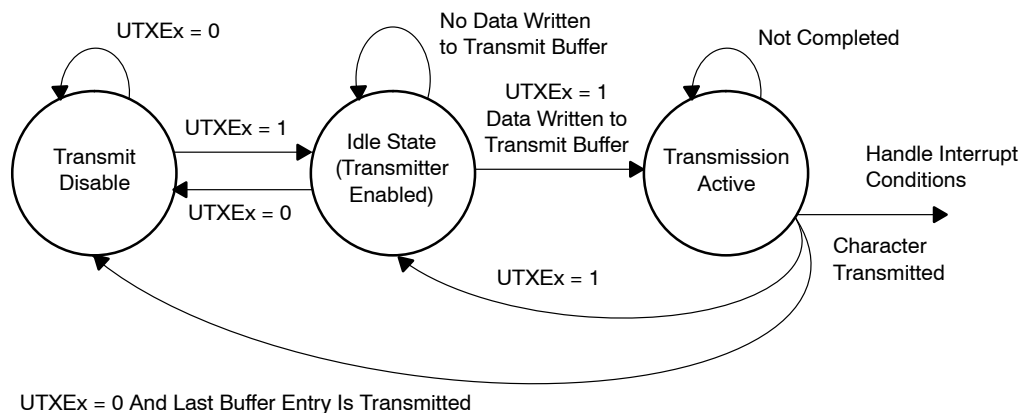 UTXEx = 0
No Data Written
to Transmit Buffer
Not Completed
UTXEx = 1
Data Written to
Transmit Buffer
UTXEx = 1
Transmit
Disable
Idle State
(Transmitter
Enabled)
Transmission
Active
Handle Interrupt
Conditions
UTXEx = 0
Character
Transmitted
UTXEx = 1
UTXEx = 0 And Last Buffer Entry Is Transmitted